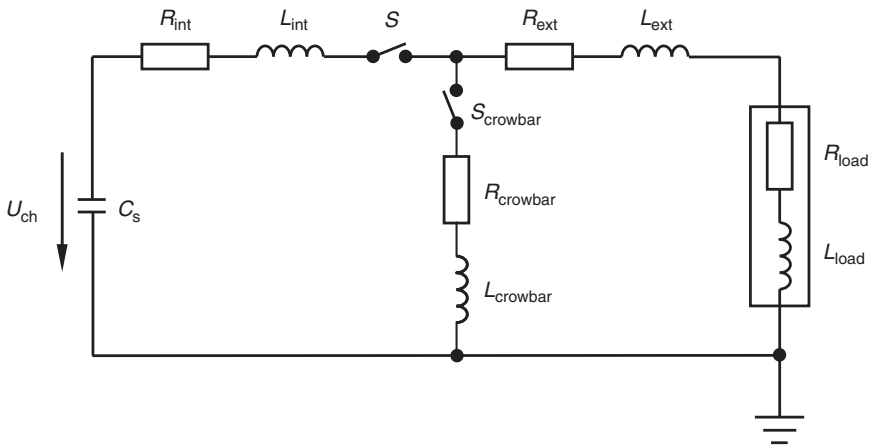 R_int
L_int
S
R_ext
L_ext
S_crowbar
R_load
R_crowbar
U_ch
C_s
L_load
L_crowbar